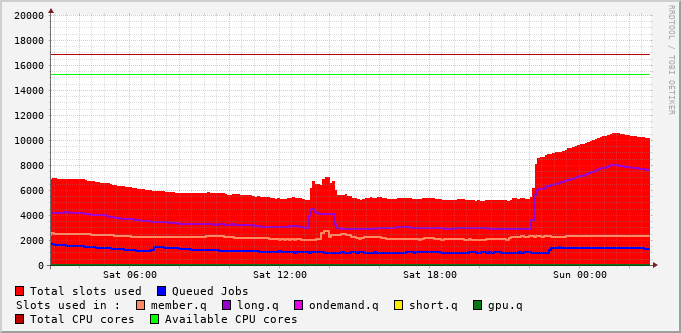 20000
18000
16000
14000
12000
10000
8000
6000
4000
2000
0
Sat 06:00 Sat 12:00 Sat 18:00 Sun 00:00
RRDTOOL / TOBI OETIKER
Total slots used Queued Jobs
Slots used in : member.q long.q ondemand.q short.q gpu.q
Total CPU cores Available CPU cores